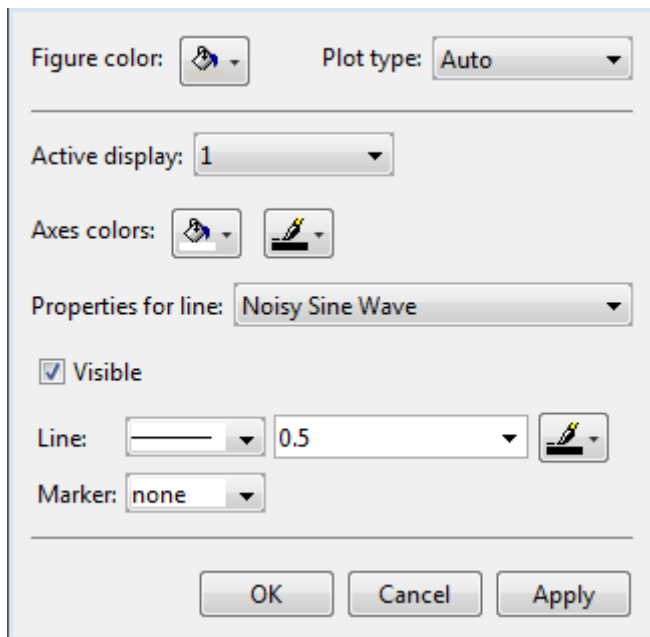 Figure color: Plot type: Auto
Active display: 1
Axes colors:
Properties for line: Noisy Sine Wave
Visible
Line: 0.5
Marker: none
OK Cancel Apply